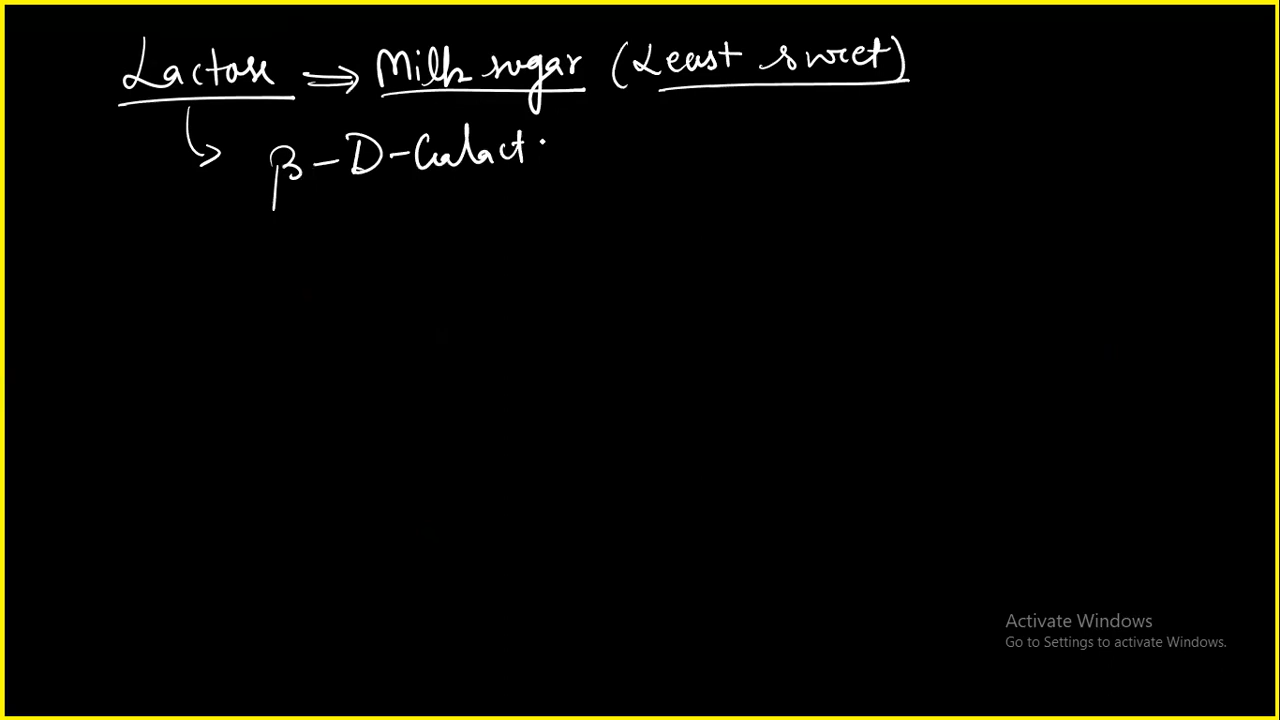 Lactose ⇒ Milk sugar (Least sweet)
β-D-Galact
Activate Windows
Go to Settings to activate Windows.